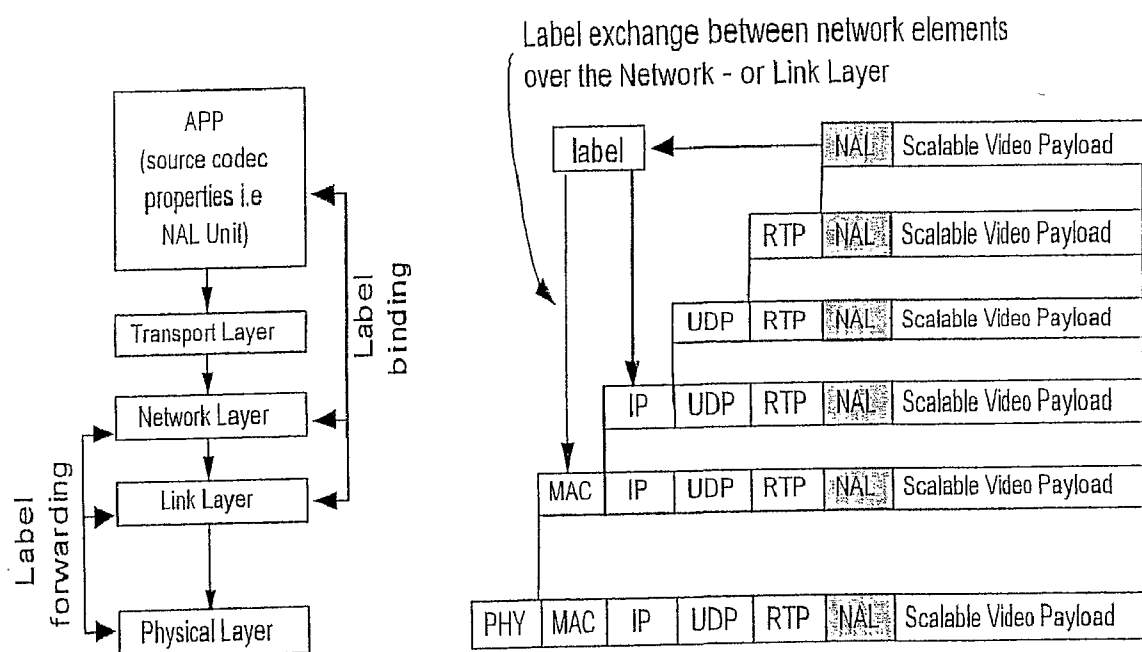 Label exchange between network elements
over the Network - or Link Layer
APP
(source codec
properties i.e
NAL Unit)
Transport Layer
Network Layer
Link Layer
Physical Layer
Label
binding
Label
forwarding
label
NAL Scalable Video Payload
RTP NAL Scalable Video Payload
UDP RTP NAL Scalable Video Payload
IP UDP RTP NAL Scalable Video Payload
MAC IP UDP RTP NAL Scalable Video Payload
PHY MAC IP UDP RTP NAL Scalable Video Payload